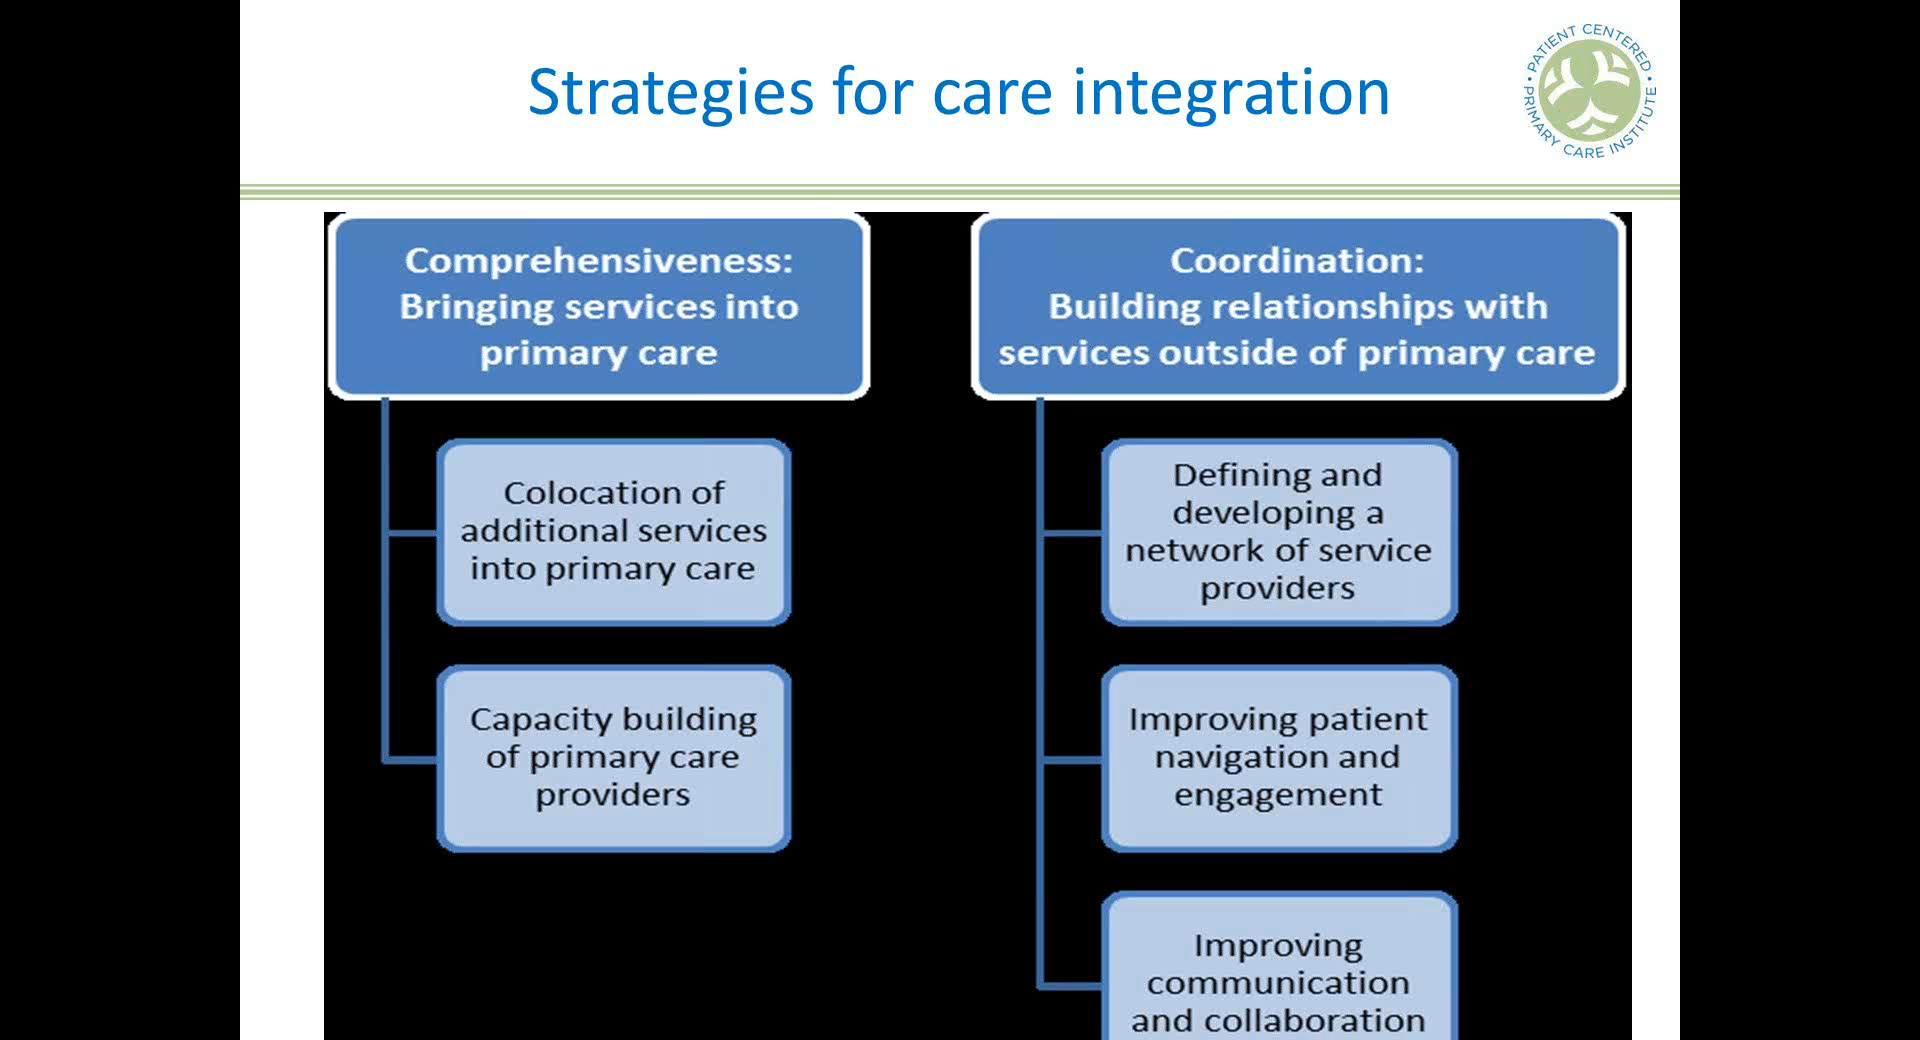 Strategies for care integration
PATIENT CENTERED
PRIMARY CARE INSTITUTE
Comprehensiveness:
Bringing services into
primary care
Colocation of
additional services
into primary care
Capacity building
of primary care
providers
Coordination:
Building relationships with
services outside of primary care
Defining and
developing a
network of service
providers
Improving patient
navigation and
engagement
Improving
communication
and collaboration